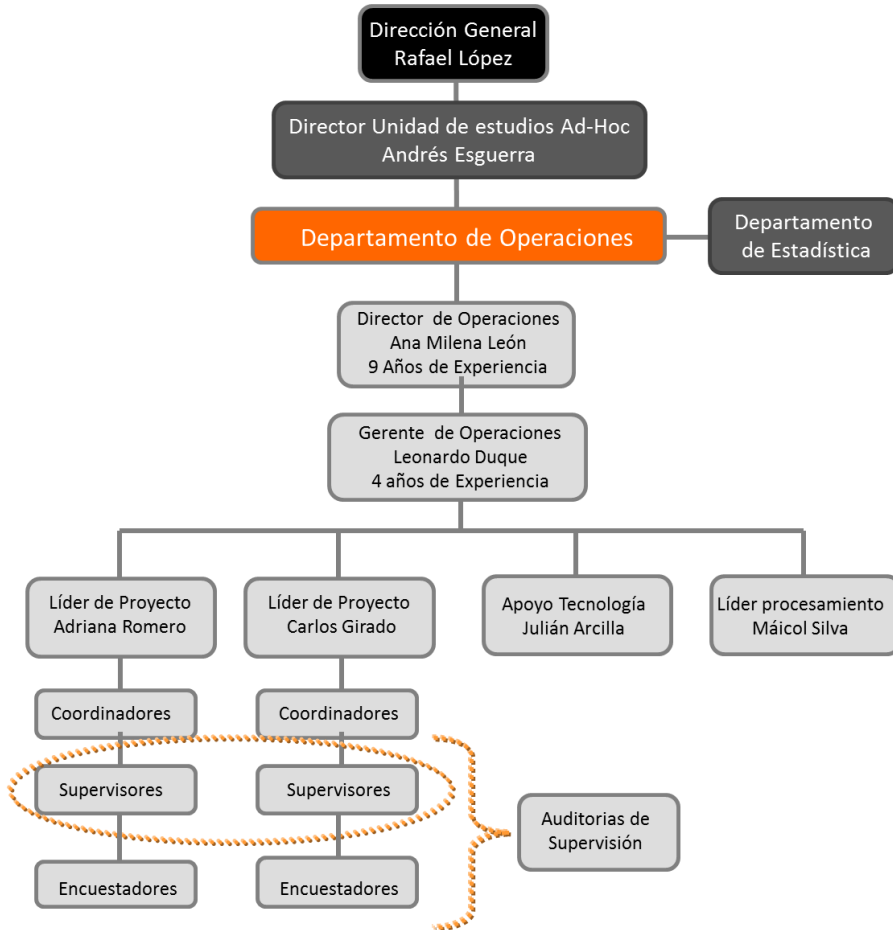 Dirección General
Rafael López
Director Unidad de estudios Ad-Hoc
Andrés Esguerra
Departamento de Operaciones
Departamento
de Estadística
Director de Operaciones
Ana Milena León
9 Años de Experiencia
Gerente de Operaciones
Leonardo Duque
4 años de Experiencia
Líder de Proyecto
Adriana Romero
Líder de Proyecto
Carlos Girado
Apoyo Tecnología
Julián Arcilla
Líder procesamiento
Máicol Silva
Coordinadores
Coordinadores
Supervisores
Supervisores
Auditorias de
Supervisión
Encuestadores
Encuestadores